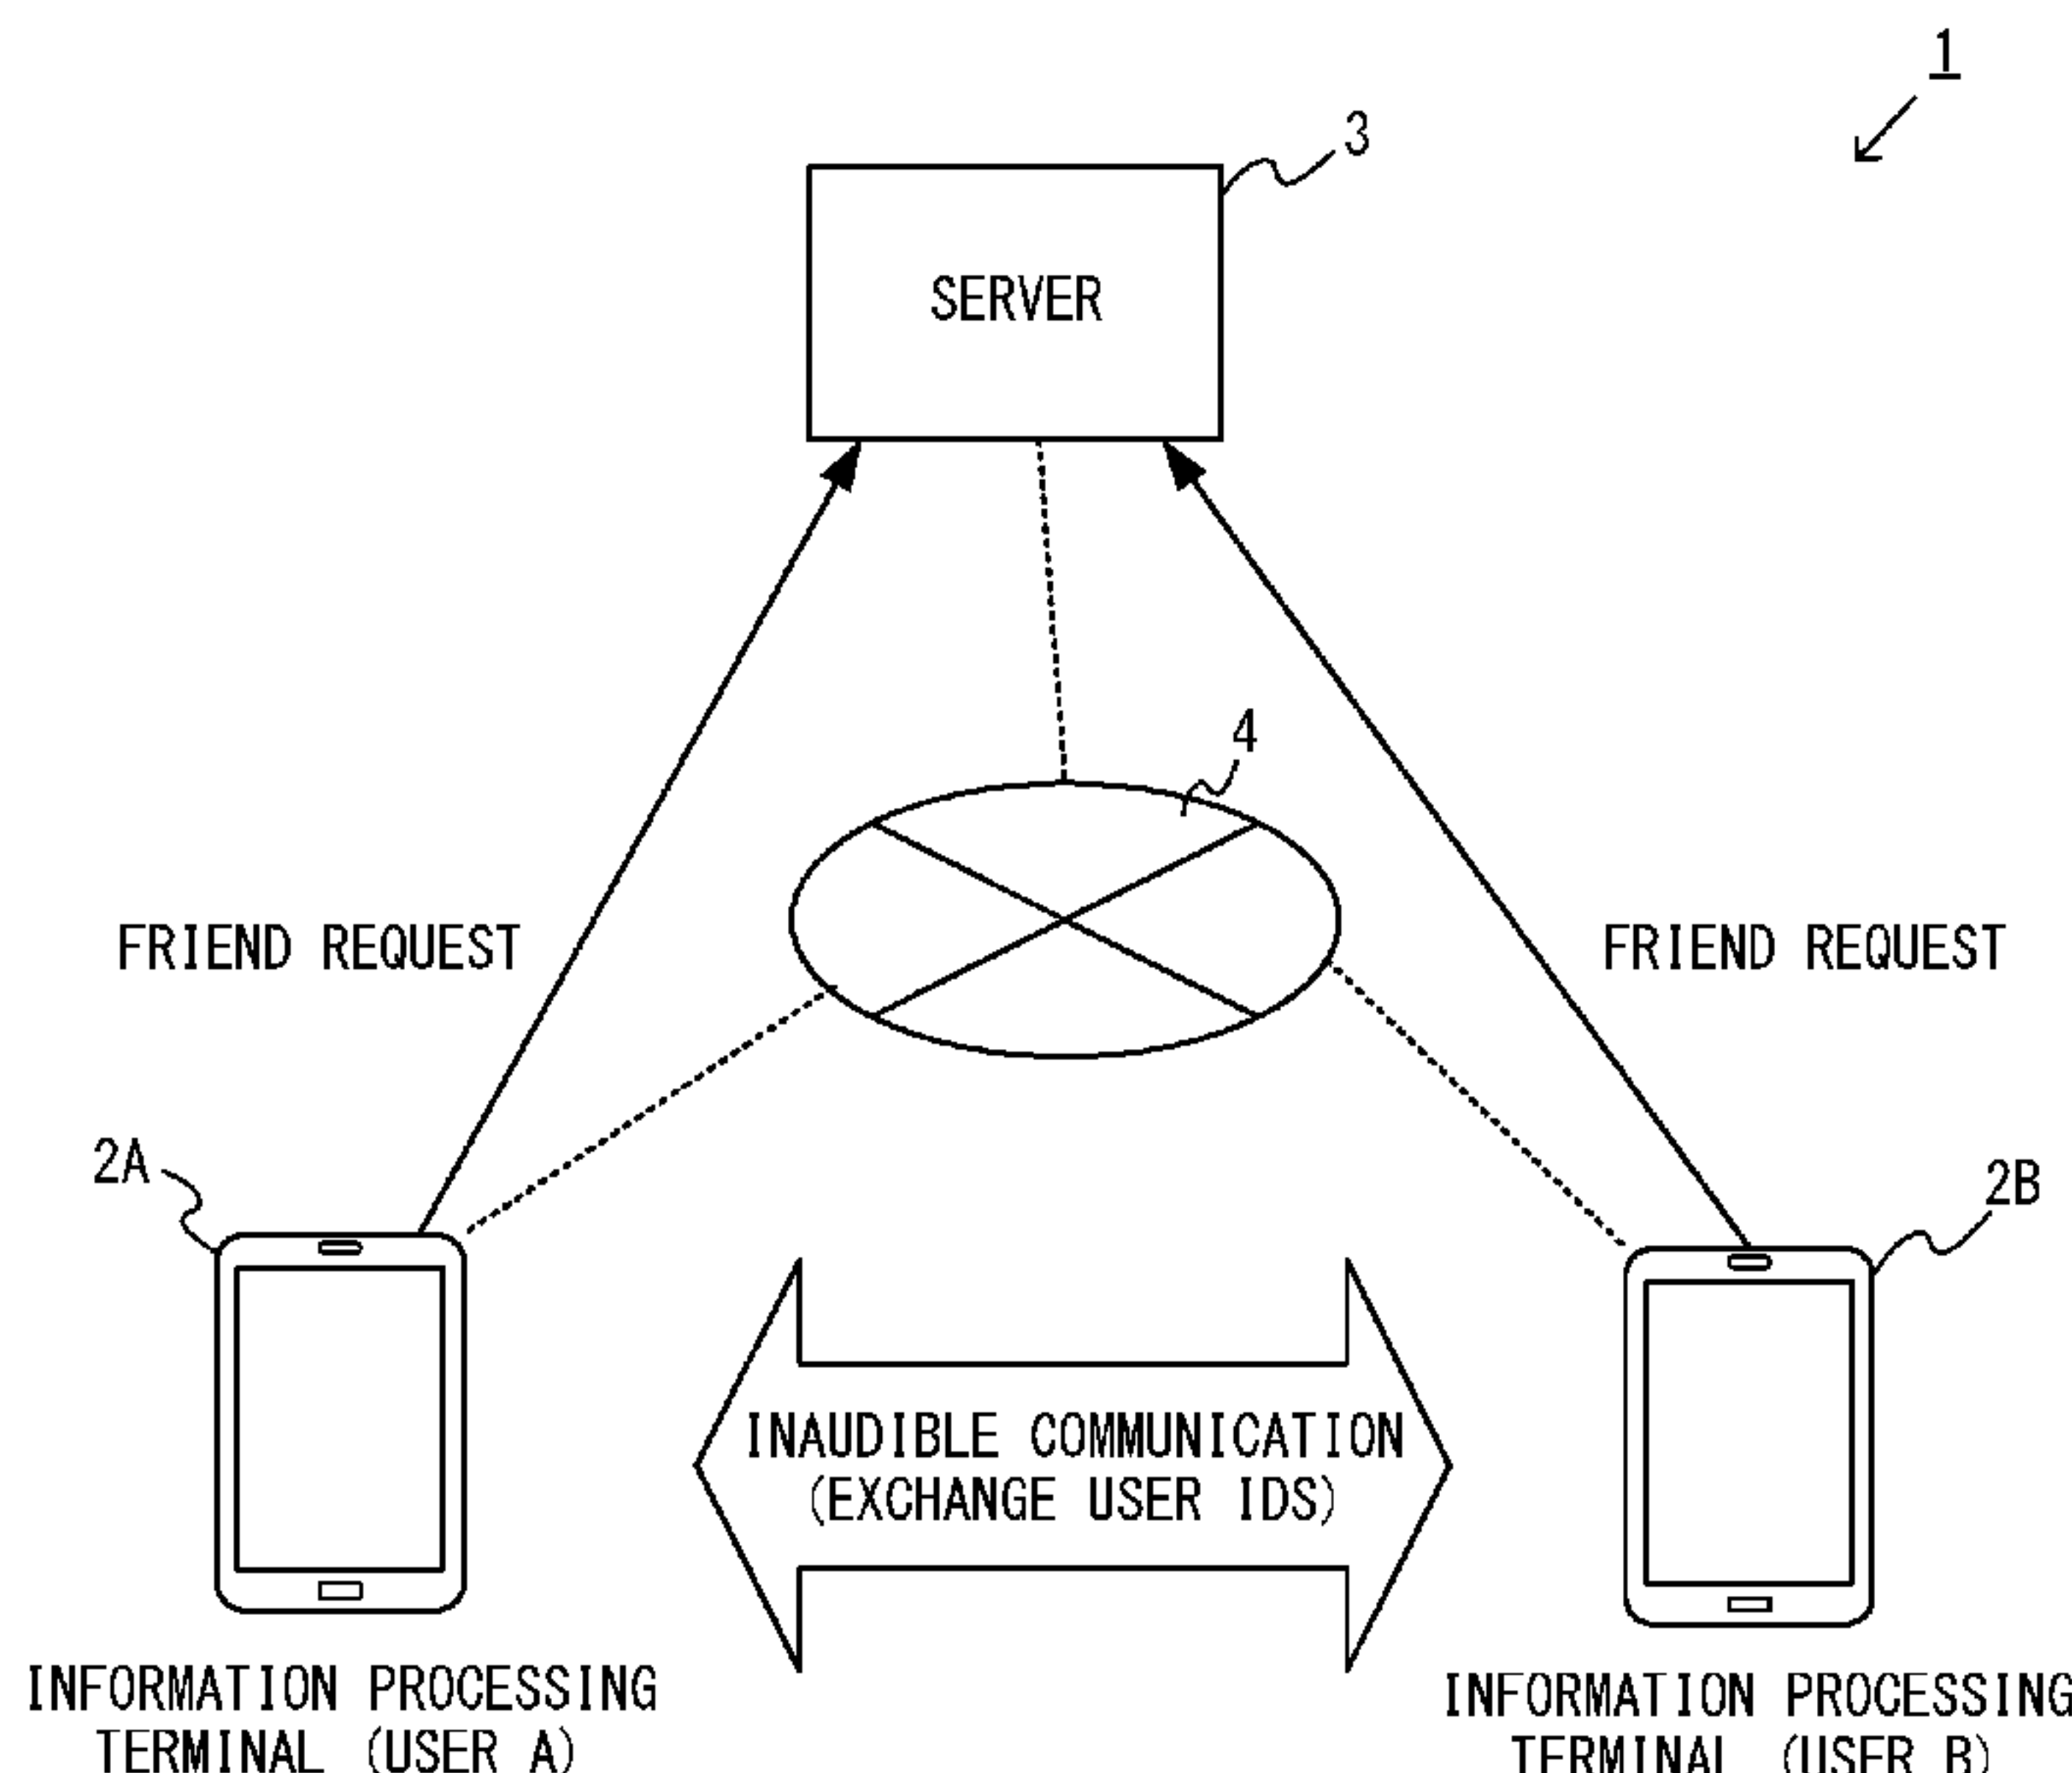 1
3
SERVER
4
FRIEND REQUEST
FRIEND REQUEST
2A
2B
INAUDIBLE COMMUNICATION
(EXCHANGE USER IDS)
INFORMATION PROCESSING
TERMINAL (USER A)
INFORMATION PROCESSING
TERMINAL (USER B)